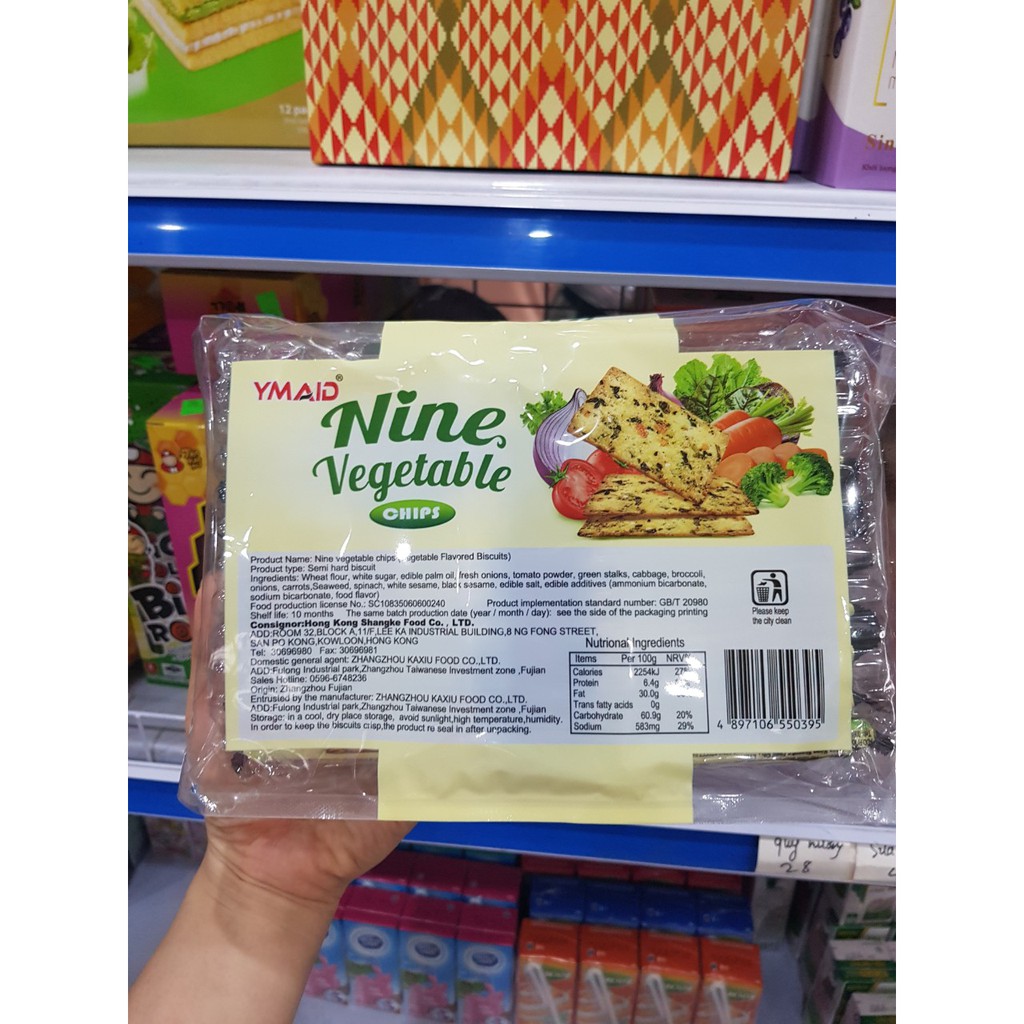 12 pa
Sin
YMAID®
Nine
Vegetable
CHIPS
Product Name: Nine vegetable chips (vegetable Flavored Biscuits)
Product type: Semi hard biscuit
Ingredients: Wheat flour, white sugar, edible palm oil, fresh onions, tomato powder, green stalks, cabbage, broccoli,
onions, carrots,Seaweed, spinach, white sesame, black sesame, edible salt, edible additives (ammonium bicarbonate,
sodium bicarbonate, food flavor)
Food production license No.: SC10835060600240 Product implementation standard number: GB/T 20980
Shelf life: 10 months The same batch production date (year / month / day): see the side of the packaging printing
Consignor:Hong Kong Shangke Food Co. , LTD.
ADD:ROOM 32,BLOCK A,11/F,LEE KA INDUSTRIAL BUILDING,8 NG FONG STREET,
SAN PO KONG,KOWLOON,HONG KONG
Tel: 30696980 Fax: 30696981
Domestic general agent: ZHANGZHOU KAXIU FOOD CO.,LTD.
ADD:Fulong Industrial park,Zhangzhou Taiwanese Investment zone ,Fujian
Sales Hotline: 0596-6748236
Origin: Zhangzhou Fujian
Entrusted by the manufacturer: ZHANGZHOU KAXIU FOOD CO.,LTD.
ADD:Fulong Industrial park,Zhangzhou Taiwanese Investment zone ,Fujian
Storage: in a cool, dry place storage, avoid sunlight,high temperature,humidity.
In order to keep the biscuits crisp,the product re seal in after unpacking.
Nutrional Ingredients
Items Per 100g NRV%
Calories 2254kJ
Protein 6.4g
Fat 30.0g
Trans fatty acids 0g
Carbohydrate 60.9g 20%
Sodium 583mg 29%
Please keep
the city clean
4 897106 550395
28